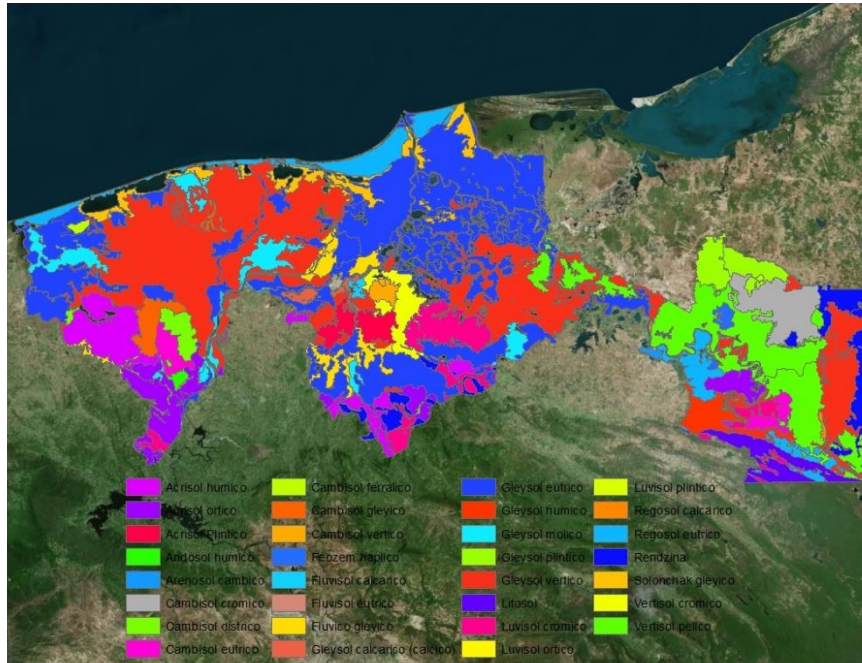 Acrisol humico
Acrisol ortico
Acrisol Plintico
Andosol humico
Arenosol cambico
Cambisol cromico
Cambisol districo
Cambisol eutrico
Cambisol ferralico
Cambisol gleyico
Cambisol vertico
Feozem haplico
Fluvisol calcarico
Fluvisol eutrico
Fluvico gleyico
Gleysol calcarico (calcico)
Gleysol eutrico
Gleysol humico
Gleysol molico
Gleysol plintico
Gleysol vertico
Litosol
Luvisol cromico
Luvisol ortico
Luvisol plintico
Regosol calcarico
Regosol eutrico
Rendzina
Solonchak gleyico
Vertisol cromico
Vertisol pelico